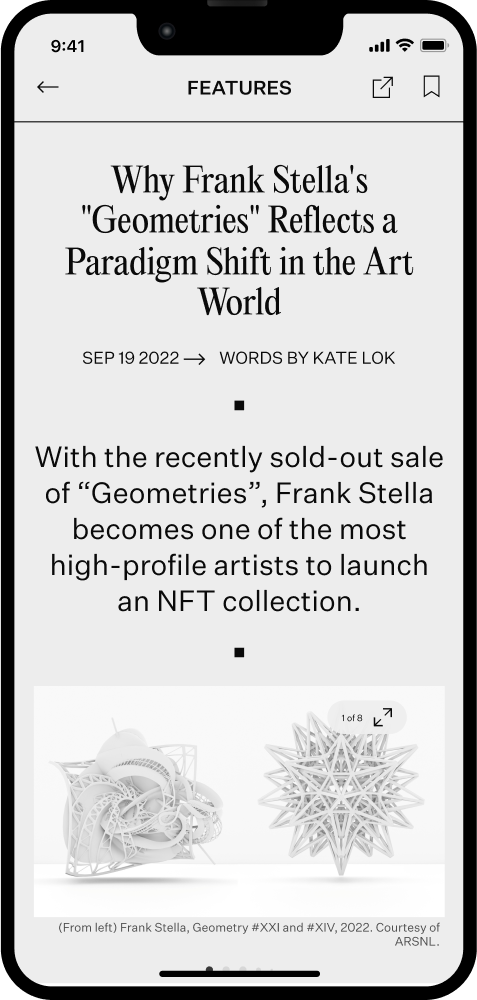 9:41
FEATURES
Why Frank Stella's
"Geometries" Reflects a
Paradigm Shift in the Art
World
SEP 19 2022 → WORDS BY KATE LOK
With the recently sold-out sale
of “Geometries”, Frank Stella
becomes one of the most
high-profile artists to launch
an NFT collection.
1 of 8
(From left) Frank Stella, Geometry #XXI and #XIV, 2022. Courtesy of
ARSNL.